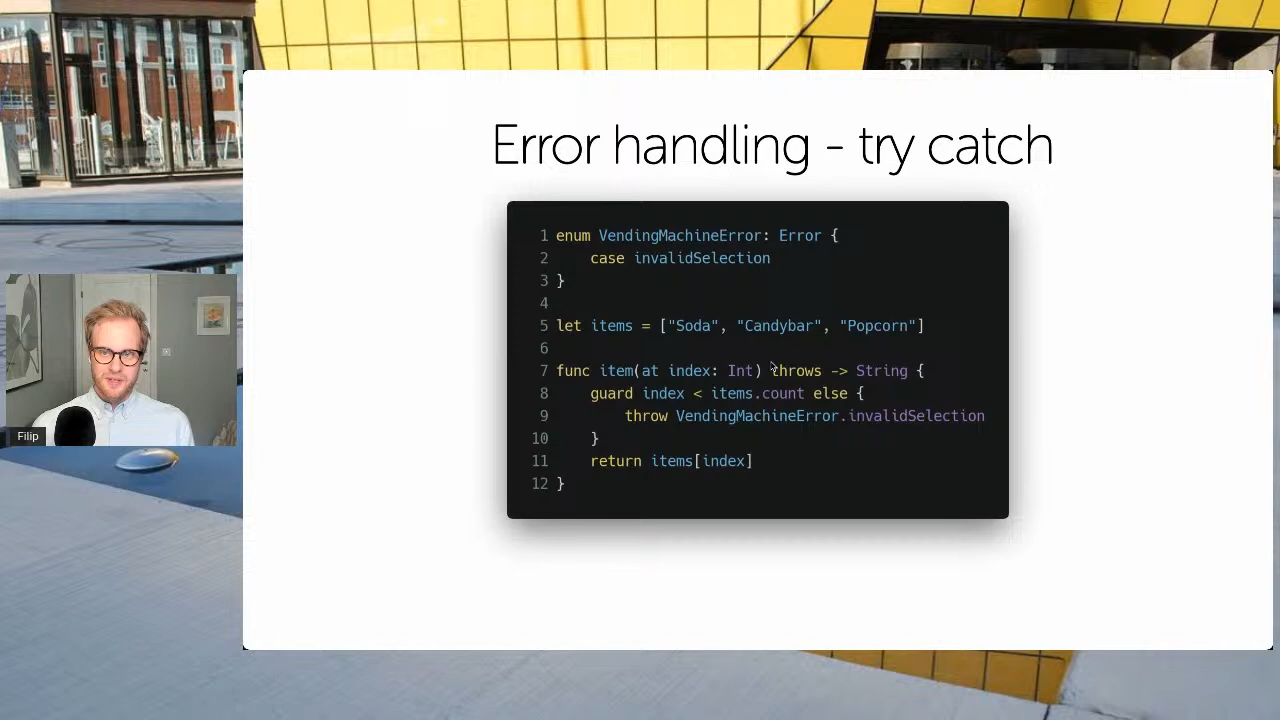 Error handling - try catch
1 enum VendingMachineError: Error {
2     case invalidSelection
3 }
4
5 let items = ["Soda", "Candybar", "Popcorn"]
6
7 func item(at index: Int) throws -> String {
8     guard index < items.count else {
9         throw VendingMachineError.invalidSelection
10     }
11     return items[index]
12 }
Filip